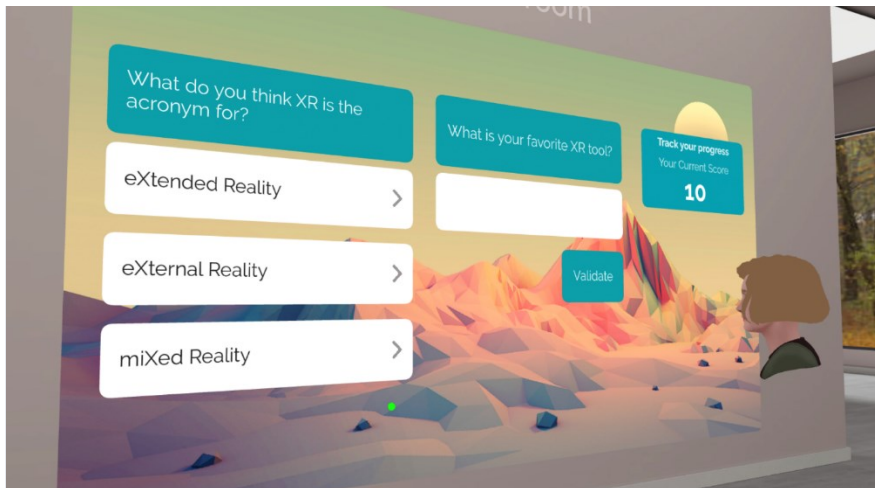 What do you think XR is the
acronym for?
eXtended Reality
eXternal Reality
miXed Reality
What is your favorite XR tool?
Validate
Track your progress
Your Current Score
10